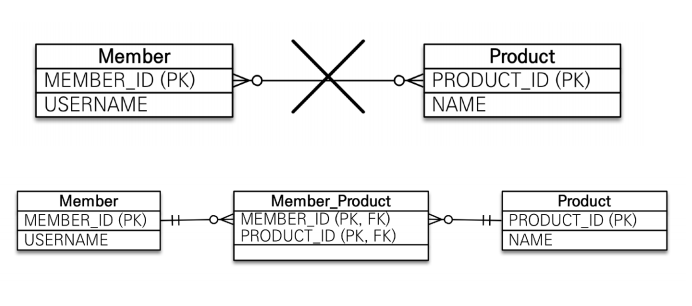 Member
MEMBER_ID (PK)
USERNAME
Product
PRODUCT_ID (PK)
NAME
Member
MEMBER_ID (PK)
USERNAME
Member_Product
MEMBER_ID (PK, FK)
PRODUCT_ID (PK, FK)
Product
PRODUCT_ID (PK)
NAME